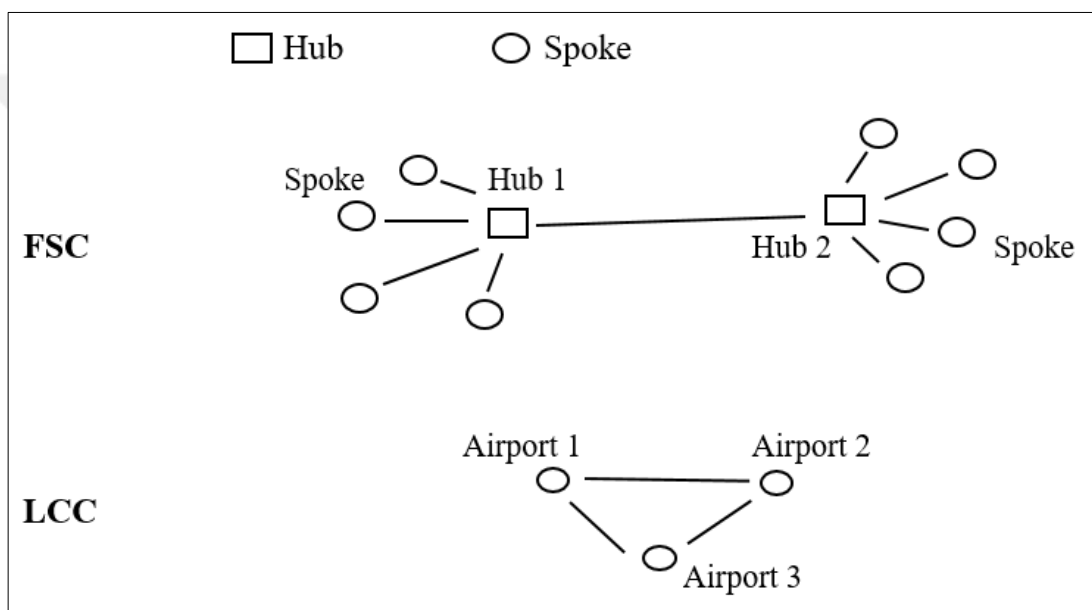 Hub
Spoke
Spoke
Hub 1
FSC
Hub 2
Spoke
Airport 1
Airport 2
LCC
Airport 3